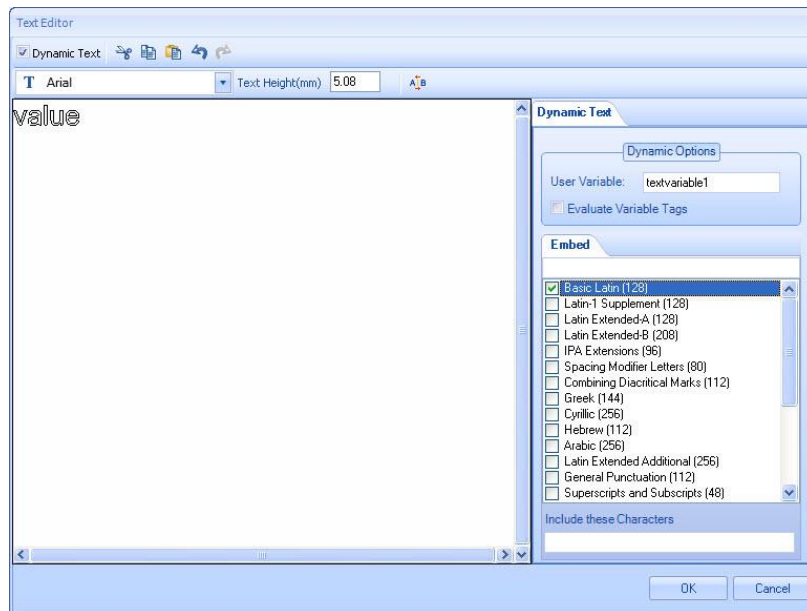 Text Editor
Dynamic Text
T Arial Text Height(mm) 5.08 A B
value
Dynamic Text
Dynamic Options
User Variable: textvariable1
Evaluate Variable Tags
Embed
Basic Latin (128)
Latin-1 Supplement (128)
Latin Extended-A (128)
Latin Extended-B (208)
IPA Extensions (96)
Spacing Modifier Letters (80)
Combining Diacritical Marks (112)
Greek (144)
Cyrillic (256)
Hebrew (112)
Arabic (256)
Latin Extended Additional (256)
General Punctuation (112)
Superscripts and Subscripts (48)
Include these Characters
OK Cancel